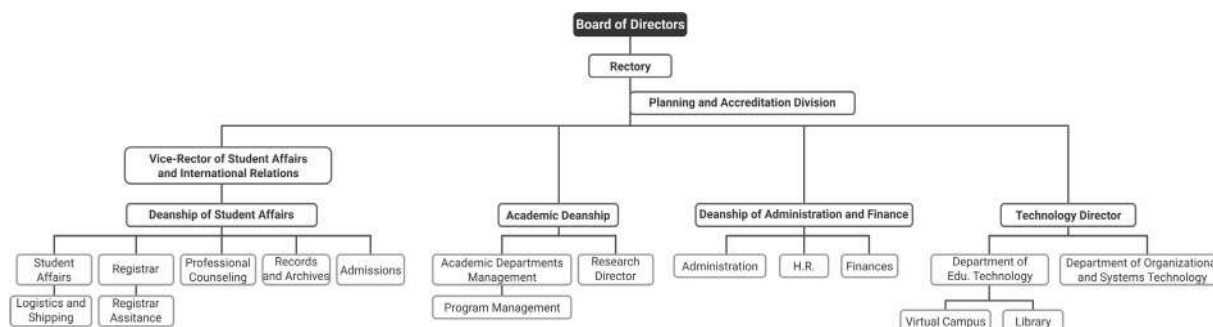 Board of Directors
Rectory
Planning and Accreditation Division
Vice-Rector of Student Affairs
and International Relations
Deanship of Student Affairs
Academic Deanship
Deanship of Administration and Finance
Technology Director
Student
Affairs
Registrar
Professional
Counseling
Records
and Archives
Admissions
Academic Departments
Management
Research
Director
Administration
H.R.
Finances
Department of
Edu. Technology
Department of Organizationa
and Systems Technology
Logistics and
Shipping
Registrar
Assitance
Program Management
Virtual Campus
Library